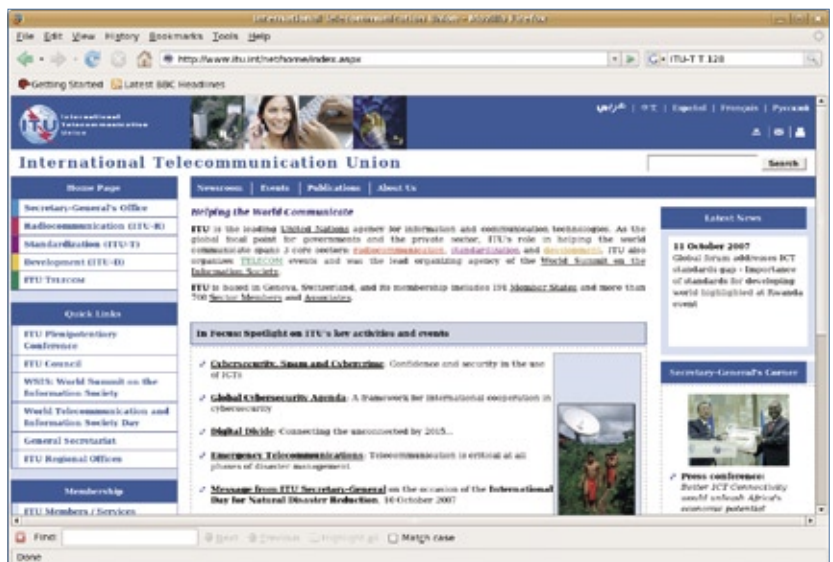 International Telecommunication Union - Mozilla Firefox
File Edit View History Bookmarks Tools Help
http://www.itu.int/net/home/index.aspx
ITU-T T.120
Getting Started Latest BBC Headlines
ITU
International
Telecommunication
Union
中文 | Español | Français | Русский
International Telecommunication Union
Search
Home Page
Secretary-General's Office
Radiocommunication (ITU-R)
Standardization (ITU-T)
Development (ITU-D)
ITU TELECOM
Quick Links
ITU Plenipotentiary
Conference
ITU Council
WSIS: World Summit on the
Information Society
World Telecommunication and
Information Society Day
General Secretariat
ITU Regional Offices
Membership
ITU Members / Services
Newsroom | Events | Publications | About Us
Helping the World Communicate
ITU is the leading United Nations agency for information and communication technologies. As the
global focal point for governments and the private sector, ITU's role in helping the world
communicate spans 3 core sectors: radiocommunication, standardization and development. ITU also
organizes TELECOM events and was the lead organizing agency of the World Summit on the
Information Society.
ITU is based in Geneva, Switzerland, and its membership includes 191 Member States and more than
700 Sector Members and Associates.
In Focus: Spotlight on ITU's key activities and events
Cybersecurity, Spam and Cybercrime: Confidence and security in the use
of ICTs
Global Cybersecurity Agenda: A framework for international cooperation in
cybersecurity
Digital Divide: Connecting the unconnected by 2015...
Emergency Telecommunications: Telecommunication is critical at all
phases of disaster management
Message from ITU Secretary-General on the occasion of the International
Day for Natural Disaster Reduction, 10 October 2007
Latest News
11 October 2007
Global forum addresses ICT
standards gap - Importance
of standards for developing
world highlighted at Rwanda
event
Secretary-General's Corner
Press conference:
Better ICT Connectivity
would unleash Africa's
economic potential
Find: Next Previous Highlight all Match case
Done